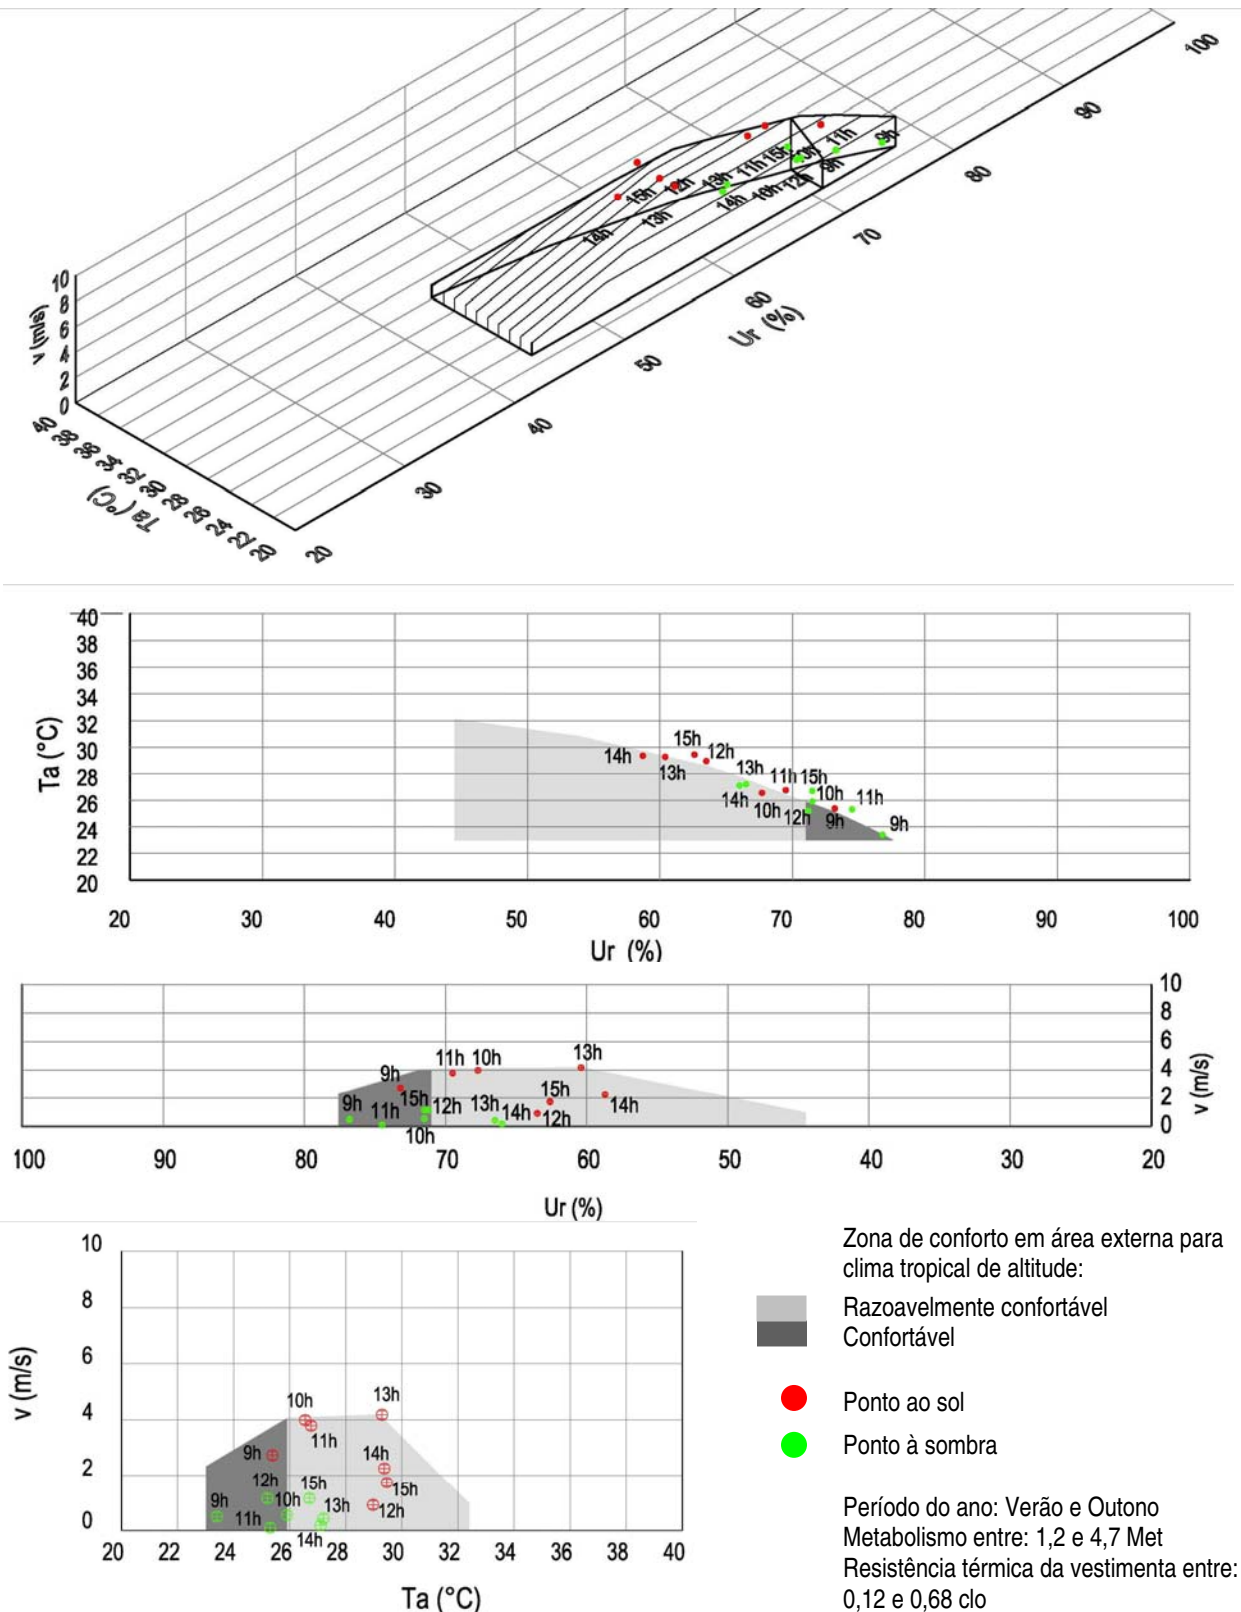 100
90
80
70
60
50
40
30
20
Ur (%)
10
8
6
4
2
0
v (m/s)
40
38
36
34
32
30
28
26
24
22
20
Ta (°C)
15h
12h
13h
11h
15h
10h
11h
9h
9h
14h
13h
14h
10h
12h
40
38
36
34
32
30
28
26
24
22
20
Ta (°C)
15h
12h
14h
13h
13h
11h
15h
14h
10h
10h
11h
12h
9h
9h
20 30 40 50 60 70 80 90 100
Ur (%)
10
8
6
4
2
0
v (m/s)
11h 10h
13h
9h
15h
15h
9h
11h
12h
13h
14h
12h
14h
10h
100 90 80 70 60 50 40 30 20
Ur (%)
10
8
6
4
2
0
v (m/s)
10h
13h
11h
9h
14h
12h
15h
15h
9h
10h
13h
12h
11h
14h
20 22 24 26 28 30 32 34 36 38 40
Ta (°C)
Zona de conforto em área externa para
clima tropical de altitude:
Razoavelmente confortável
Confortável
Ponto ao sol
Ponto à sombra
Período do ano: Verão e Outono
Metabolismo entre: 1,2 e 4,7 Met
Resistência térmica da vestimenta entre:
0,12 e 0,68 clo